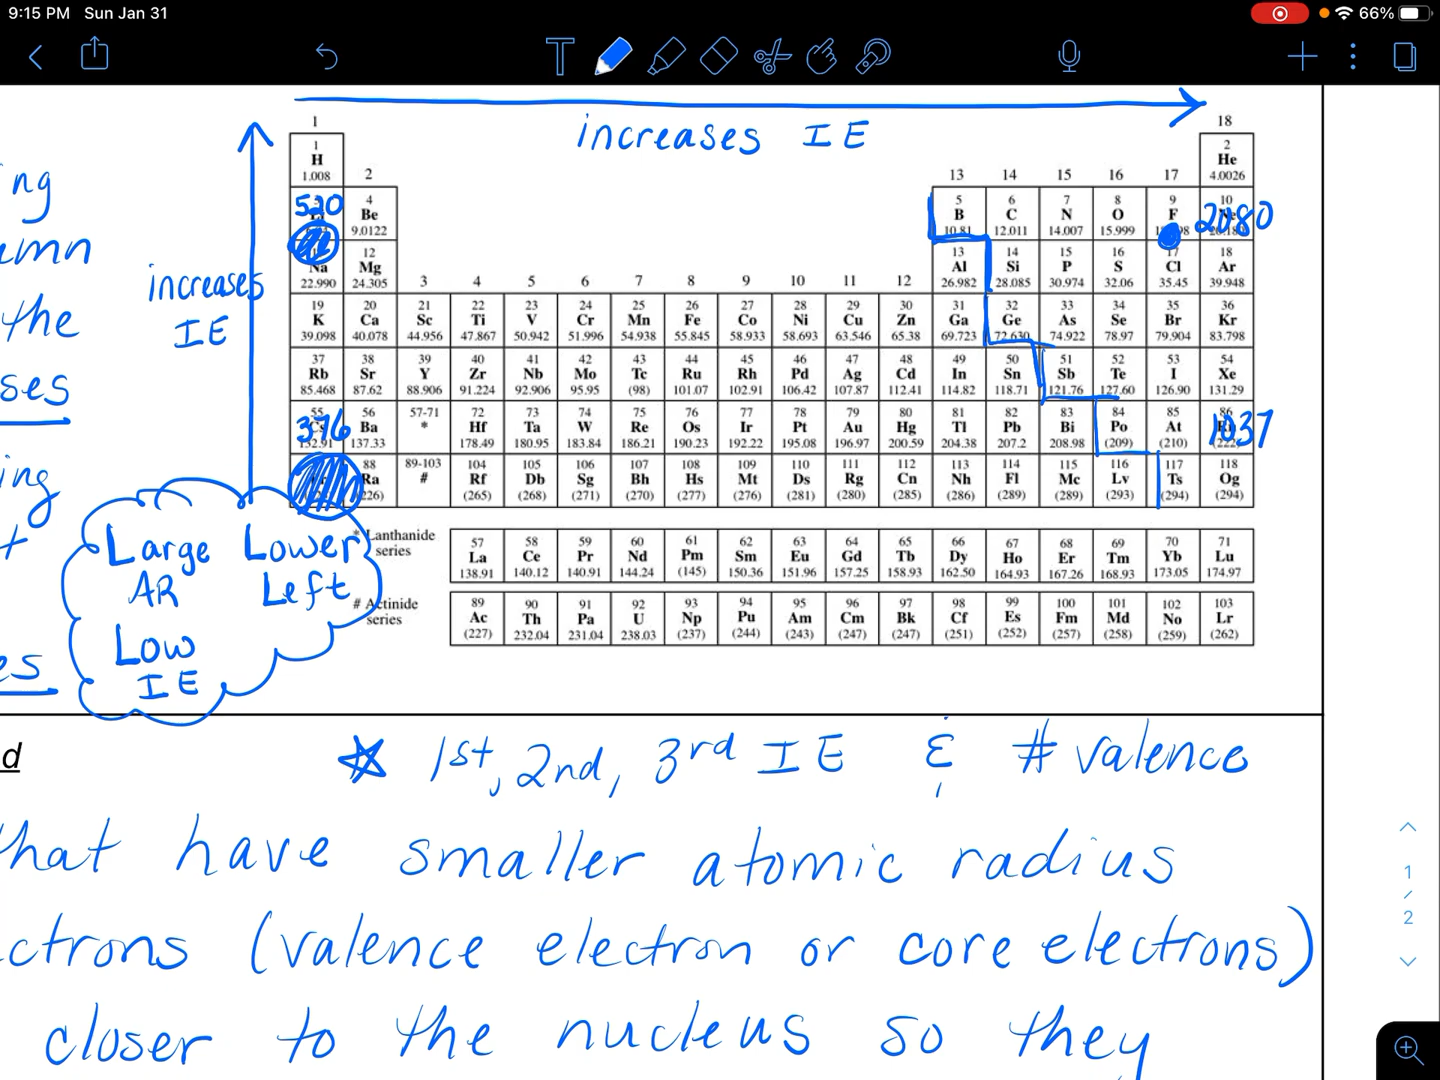 9:15 PM Sun Jan 31
66%
increases IE
1 18
1 2
H 2 13 14 15 16 17 He
1.008 4.0026
520 4 5 6 7 8 9 10
Be B C N O F 2080
9.0122 10.81 12.011 14.007 15.999
12 13 14 15 16 17 18
Na Mg Al Si P S Cl Ar
22.990 24.305 3 4 5 6 7 8 9 10 11 12 26.982 28.085 30.974 32.06 35.45 39.948
19 20 21 22 23 24 25 26 27 28 29 30 31 32 33 34 35 36
K Ca Sc Ti V Cr Mn Fe Co Ni Cu Zn Ga Ge As Se Br Kr
39.098 40.078 44.956 47.867 50.942 51.996 54.938 55.845 58.933 58.693 63.546 65.38 69.723 72.630 74.922 78.97 79.904 83.798
37 38 39 40 41 42 43 44 45 46 47 48 49 50 51 52 53 54
Rb Sr Y Zr Nb Mo Tc Ru Rh Pd Ag Cd In Sn Sb Te I Xe
85.468 87.62 88.906 91.224 92.906 95.95 (98) 101.07 102.91 106.42 107.87 112.41 114.82 118.71 121.76 127.60 126.90 131.29
55 56 57-71 72 73 74 75 76 77 78 79 80 81 82 83 84 85 86
376 Ba * Hf Ta W Re Os Ir Pt Au Hg Tl Pb Bi Po At 1037
132.91 137.33 178.49 180.95 183.84 186.21 190.23 192.22 195.08 196.97 200.59 204.38 207.2 208.98 (209) (210) (222)
88 89-103 104 105 106 107 108 109 110 111 112 113 114 115 116 117 118
Ra # Rf Db Sg Bh Hs Mt Ds Rg Cn Nh Fl Mc Lv Ts Og
(265) (268) (271) (270) (277) (276) (281) (280) (285) (286) (289) (289) (293) (294) (294)
increases
IE
* Lanthanide
series
57 58 59 60 61 62 63 64 65 66 67 68 69 70 71
La Ce Pr Nd Pm Sm Eu Gd Tb Dy Ho Er Tm Yb Lu
138.91 140.12 140.91 144.24 (145) 150.36 151.96 157.25 158.93 162.50 164.93 167.26 168.93 173.05 174.97
# Actinide
series
89 90 91 92 93 94 95 96 97 98 99 100 101 102 103
Ac Th Pa U Np Pu Am Cm Bk Cf Es Fm Md No Lr
(227) 232.04 231.04 238.03 (237) (244) (243) (247) (247) (251) (252) (257) (258) (259) (262)
Large Lower
AR Left
Low
IE
ng
umn
the
ses
ing
t
es
d
1st, 2nd, 3rd IE & # valence
that have smaller atomic radius
ctrons (valence electron or core electrons)
closer to the nucleus so they
1
/
2